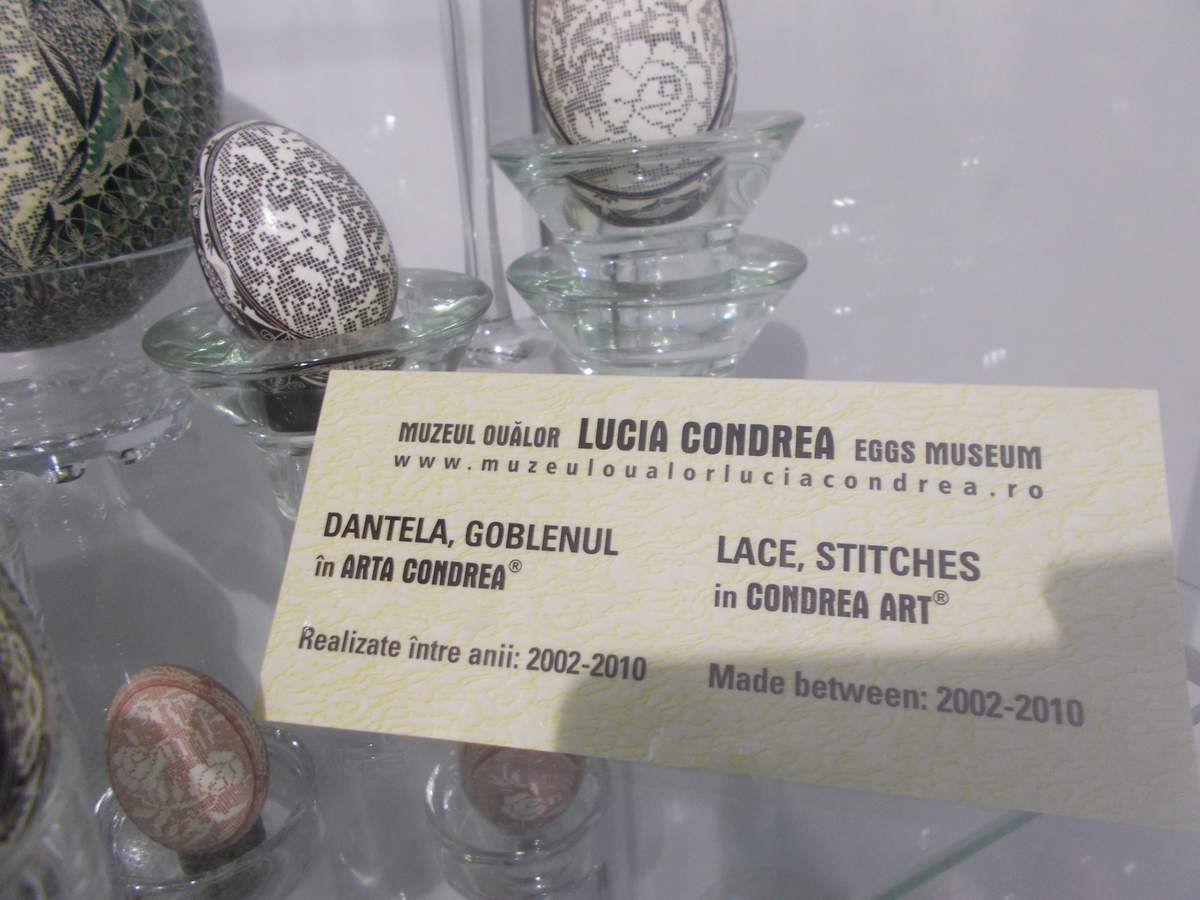 MUZEUL OUĂLOR LUCIA CONDREA EGGS MUSEUM
www.muzeuloualorluciacondrea.ro
DANTELA, GOBLENUL
în ARTA CONDREA®
Realizate între anii: 2002-2010
LACE, STITCHES
in CONDREA ART®
Made between: 2002-2010